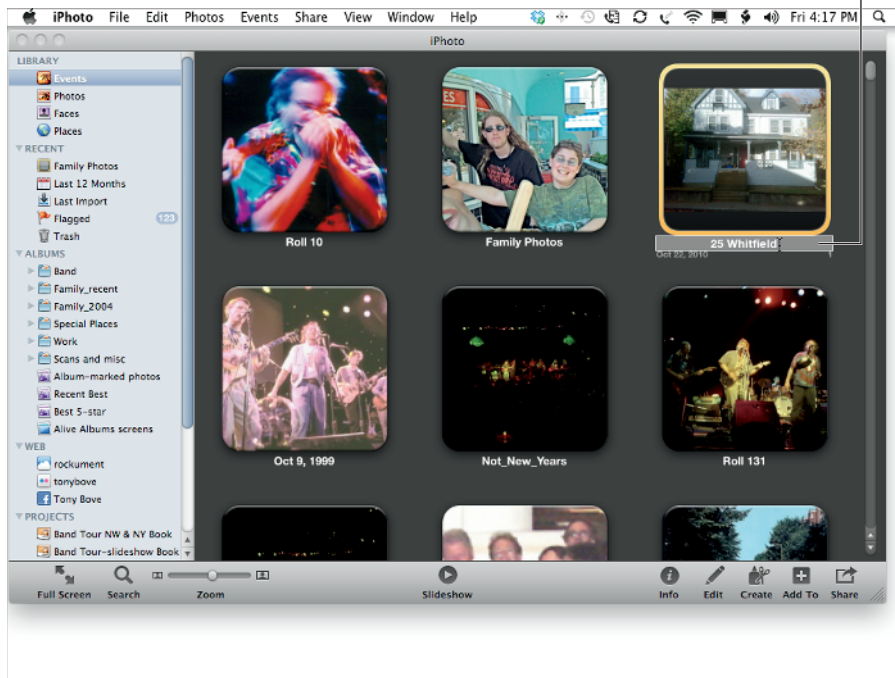 iPhoto File Edit Photos Events Share View Window Help Fri 4:17 PM
iPhoto
LIBRARY
Events
Photos
Faces
Places
RECENT
Family Photos
Last 12 Months
Last Import
Flagged 123
Trash
ALBUMS
Band
Family_recent
Family_2004
Special Places
Work
Scans and misc
Album-marked photos
Recent Best
Best 5-star
Alive Albums screens
WEB
rockument
tonybove
Tony Bove
PROJECTS
Band Tour NW & NY Book
Band Tour-slideshow Book
Roll 10
Family Photos
25 Whitfield
Oct 22, 2010 1
Oct 9, 1999
Not_New_Years
Roll 131
Full Screen Search Zoom Slideshow Info Edit Create Add To Share